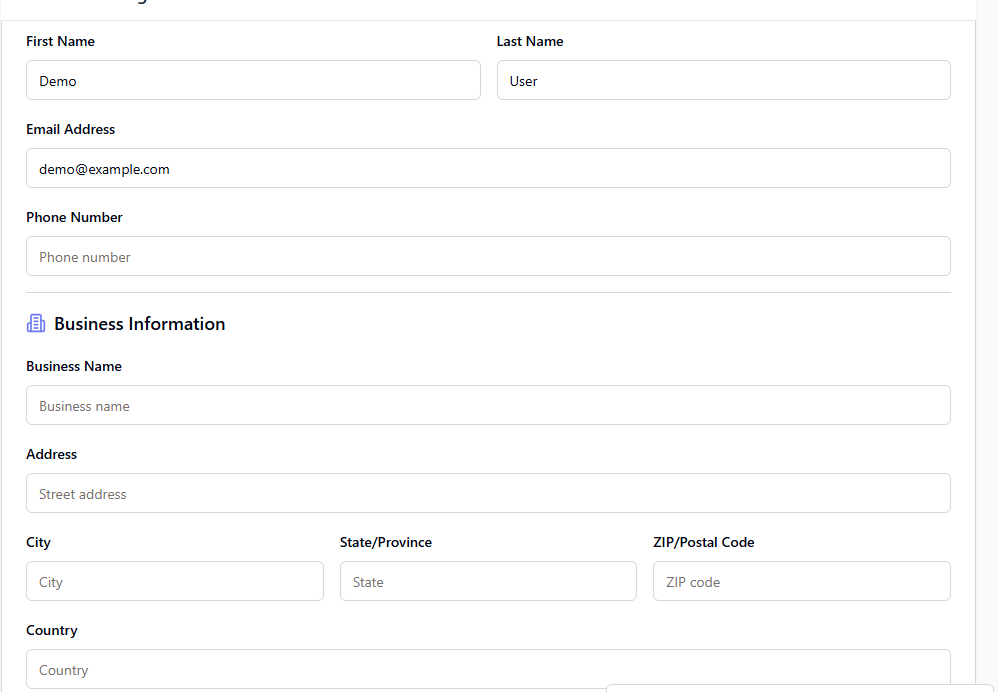 First Name Last Name
Demo User
Email Address
demo@example.com
Phone Number
Phone number
Business Information
Business Name
Business name
Address
Street address
City State/Province ZIP/Postal Code
City State ZIP code
Country
Country